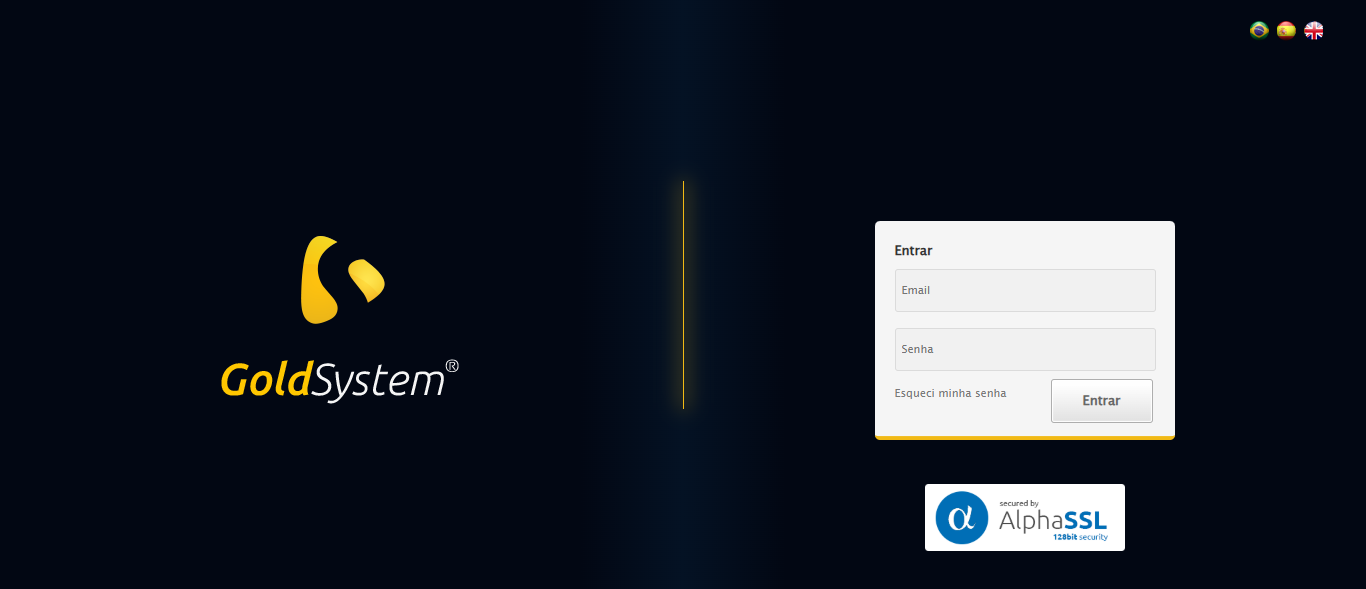 GoldSystem®
Entrar
Email
Senha
Esqueci minha senha
Entrar
secured by
AlphaSSL
128bit security
α